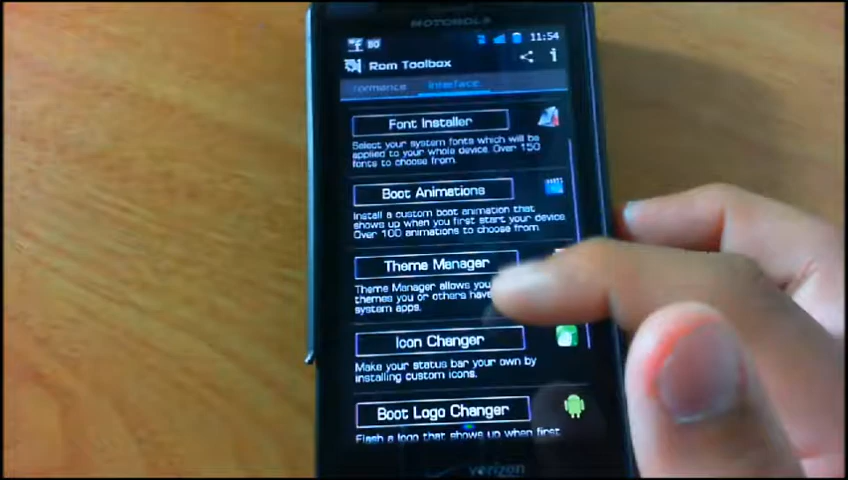 MOTOROLA
11:54
Rom Toolbox
formance Interface
Font Installer
Select your system fonts which will be
applied to your whole device. Over 150
fonts to choose from.
Boot Animations
Install a custom boot animation that
shows up when you first start your device.
Over 100 animations to choose from.
Theme Manager
Theme Manager allows you
themes you or others have
system apps.
Icon Changer
Make your status bar your own by
installing custom icons.
Boot Logo Changer
Flash a logo that shows up when first
verizon